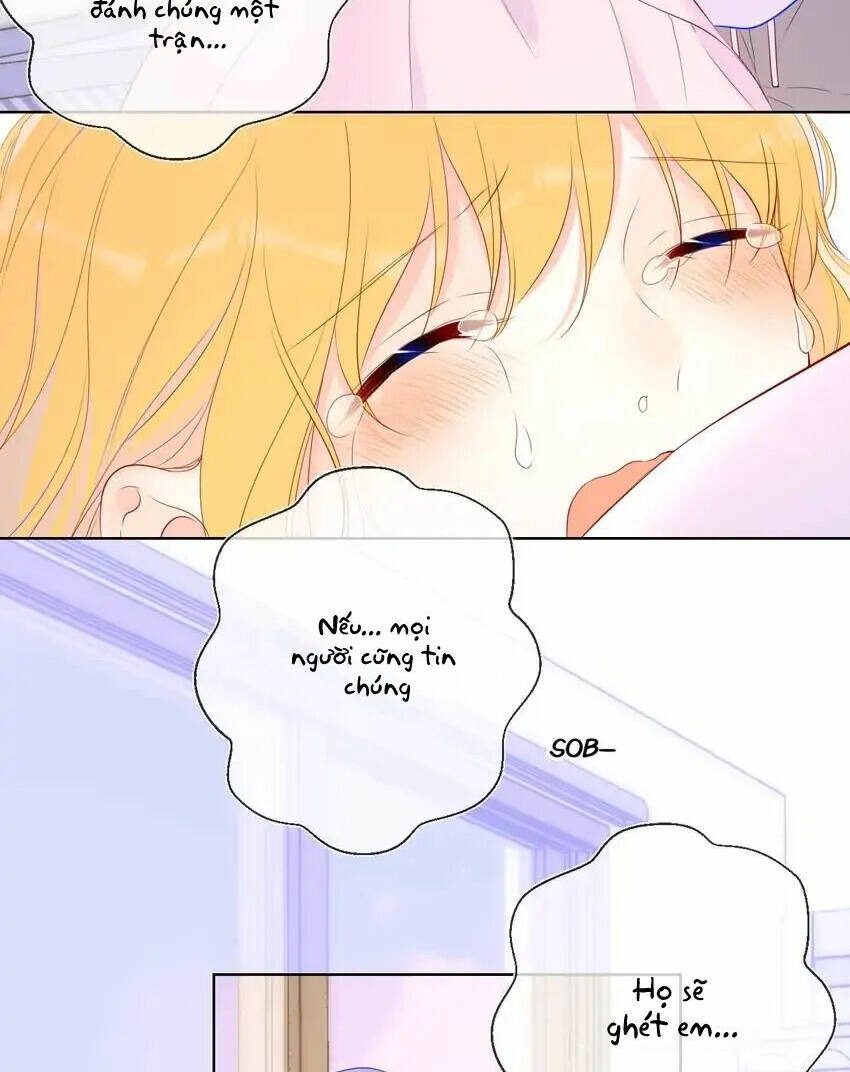 đánh chúng một
trận...
Nếu... mọi
người cũng tin
chúng
SOB–
Họ sẽ
ghét em...